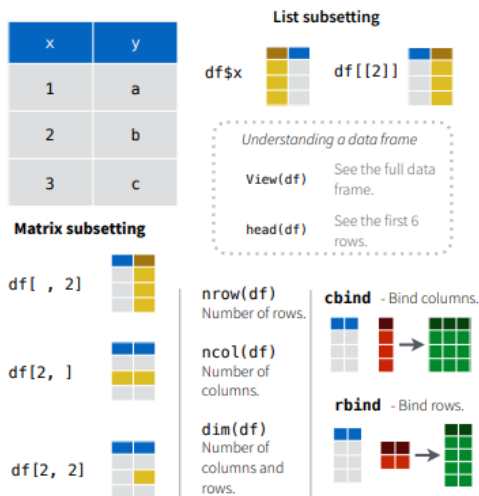 x y
1 a
2 b
3 c
List subsetting
df$x
df[[2]]
Understanding a data frame
View(df)
See the full data
frame.
head(df)
See the first 6
rows.
Matrix subsetting
df[ , 2]
df[2, ]
df[2, 2]
nrow(df)
Number of rows.
ncol(df)
Number of
columns.
dim(df)
Number of
columns and
rows.
cbind - Bind columns.
rbind - Bind rows.